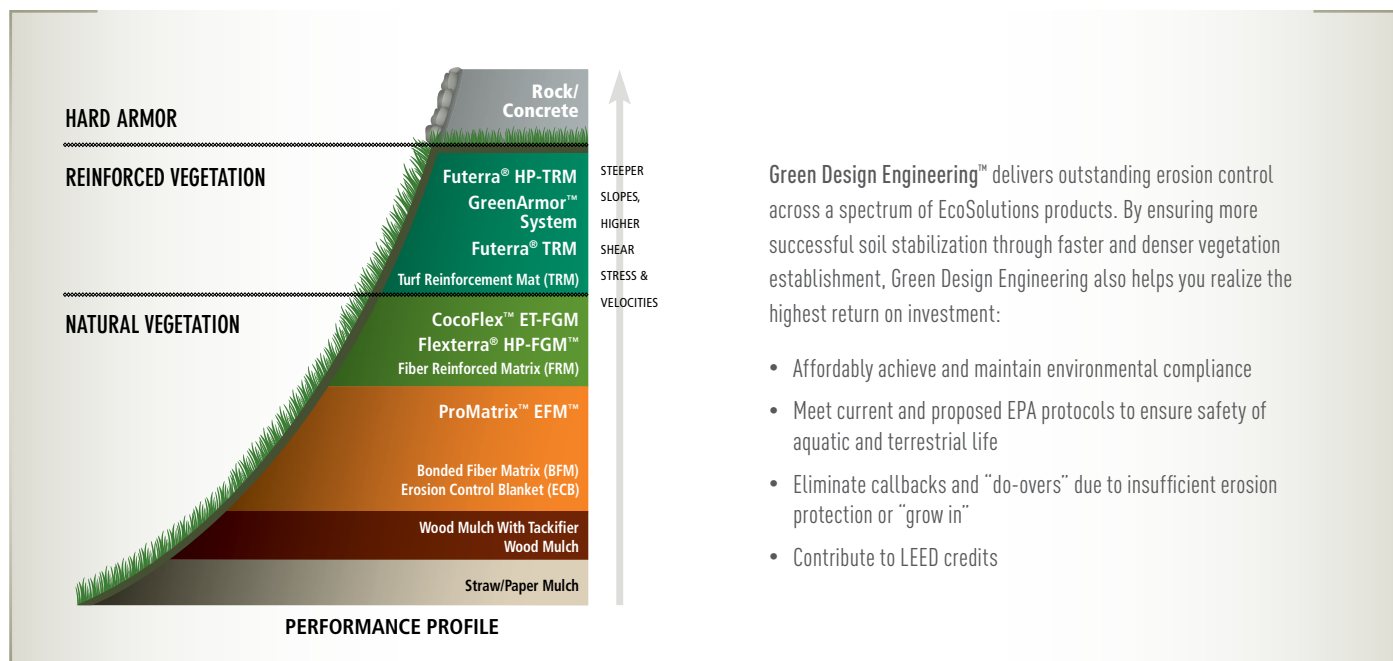 HARD ARMOR
Rock/
Concrete
REINFORCED VEGETATION
Futerra® HP-TRM
GreenArmor™
System
Futerra® TRM
Turf Reinforcement Mat (TRM)
STEEPER
SLOPES,
HIGHER
SHEAR
STRESS &
VELOCITIES
NATURAL VEGETATION
CocoFlex™ ET-FGM
Flexterra® HP-FGM™
Fiber Reinforced Matrix (FRM)
ProMatrix™ EFM™
Bonded Fiber Matrix (BFM)
Erosion Control Blanket (ECB)
Wood Mulch With Tackifier
Wood Mulch
Straw/Paper Mulch
PERFORMANCE PROFILE
Green Design Engineering™ delivers outstanding erosion control
across a spectrum of EcoSolutions products. By ensuring more
successful soil stabilization through faster and denser vegetation
establishment, Green Design Engineering also helps you realize the
highest return on investment:
• Affordably achieve and maintain environmental compliance
• Meet current and proposed EPA protocols to ensure safety of
aquatic and terrestrial life
• Eliminate callbacks and “do-overs” due to insufficient erosion
protection or “grow in”
• Contribute to LEED credits